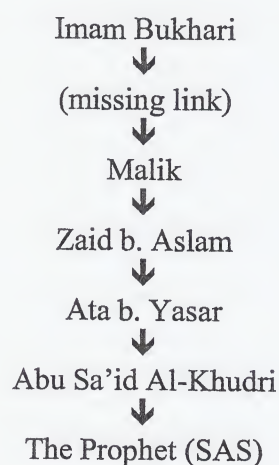 Imam Bukhari
(missing link)
Malik
Zaid b. Aslam
Ata b. Yasar
Abu Sa'id Al-Khudri
The Prophet (SAS)